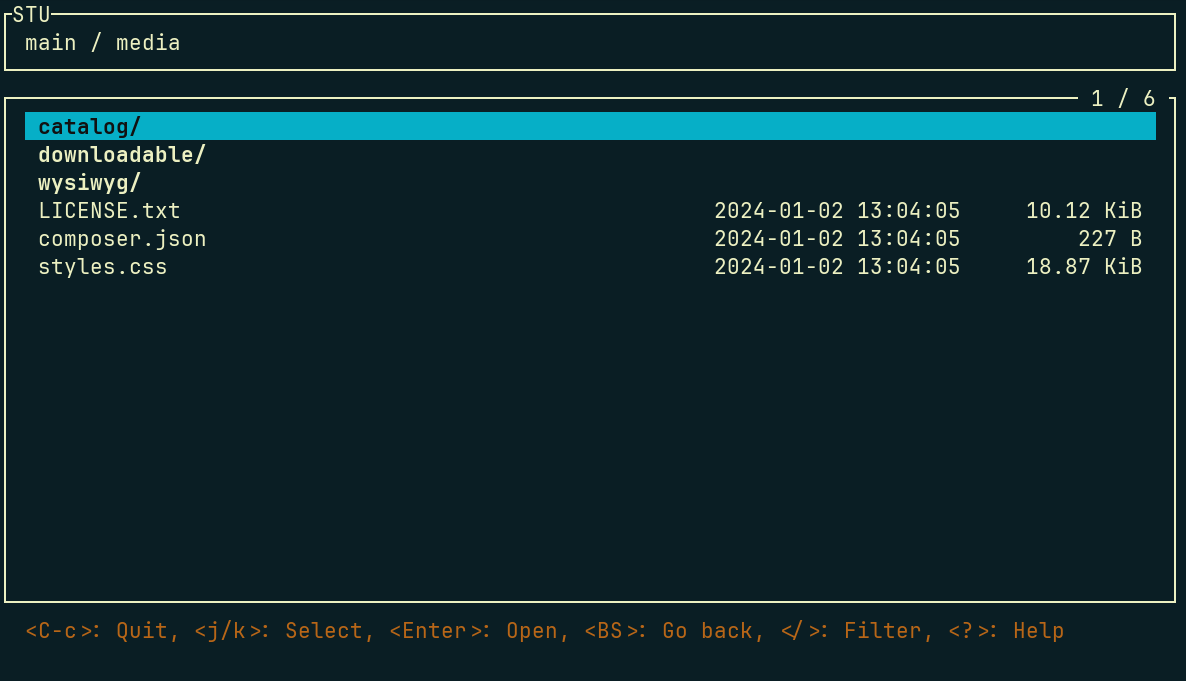 STU
main / media
1 / 6
catalog/
downloadable/
wysiwyg/
LICENSE.txt 2024-01-02 13:04:05 10.12 KiB
composer.json 2024-01-02 13:04:05 227 B
styles.css 2024-01-02 13:04:05 18.87 KiB
<C-c>: Quit, <j/k>: Select, <Enter>: Open, <BS>: Go back, </>: Filter, <?>: Help